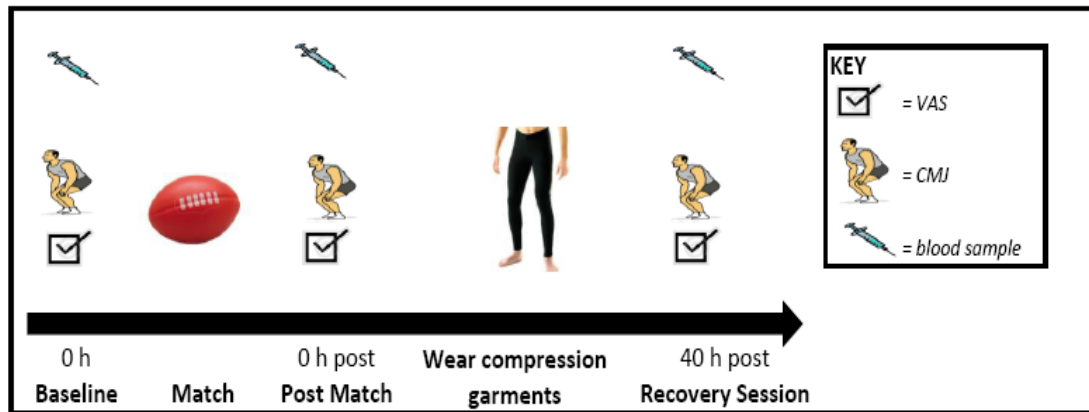 KEY
= VAS
= CMJ
= blood sample
0 h
0 h post
Wear compression
40 h post
Baseline
Match
Post Match
garments
Recovery Session